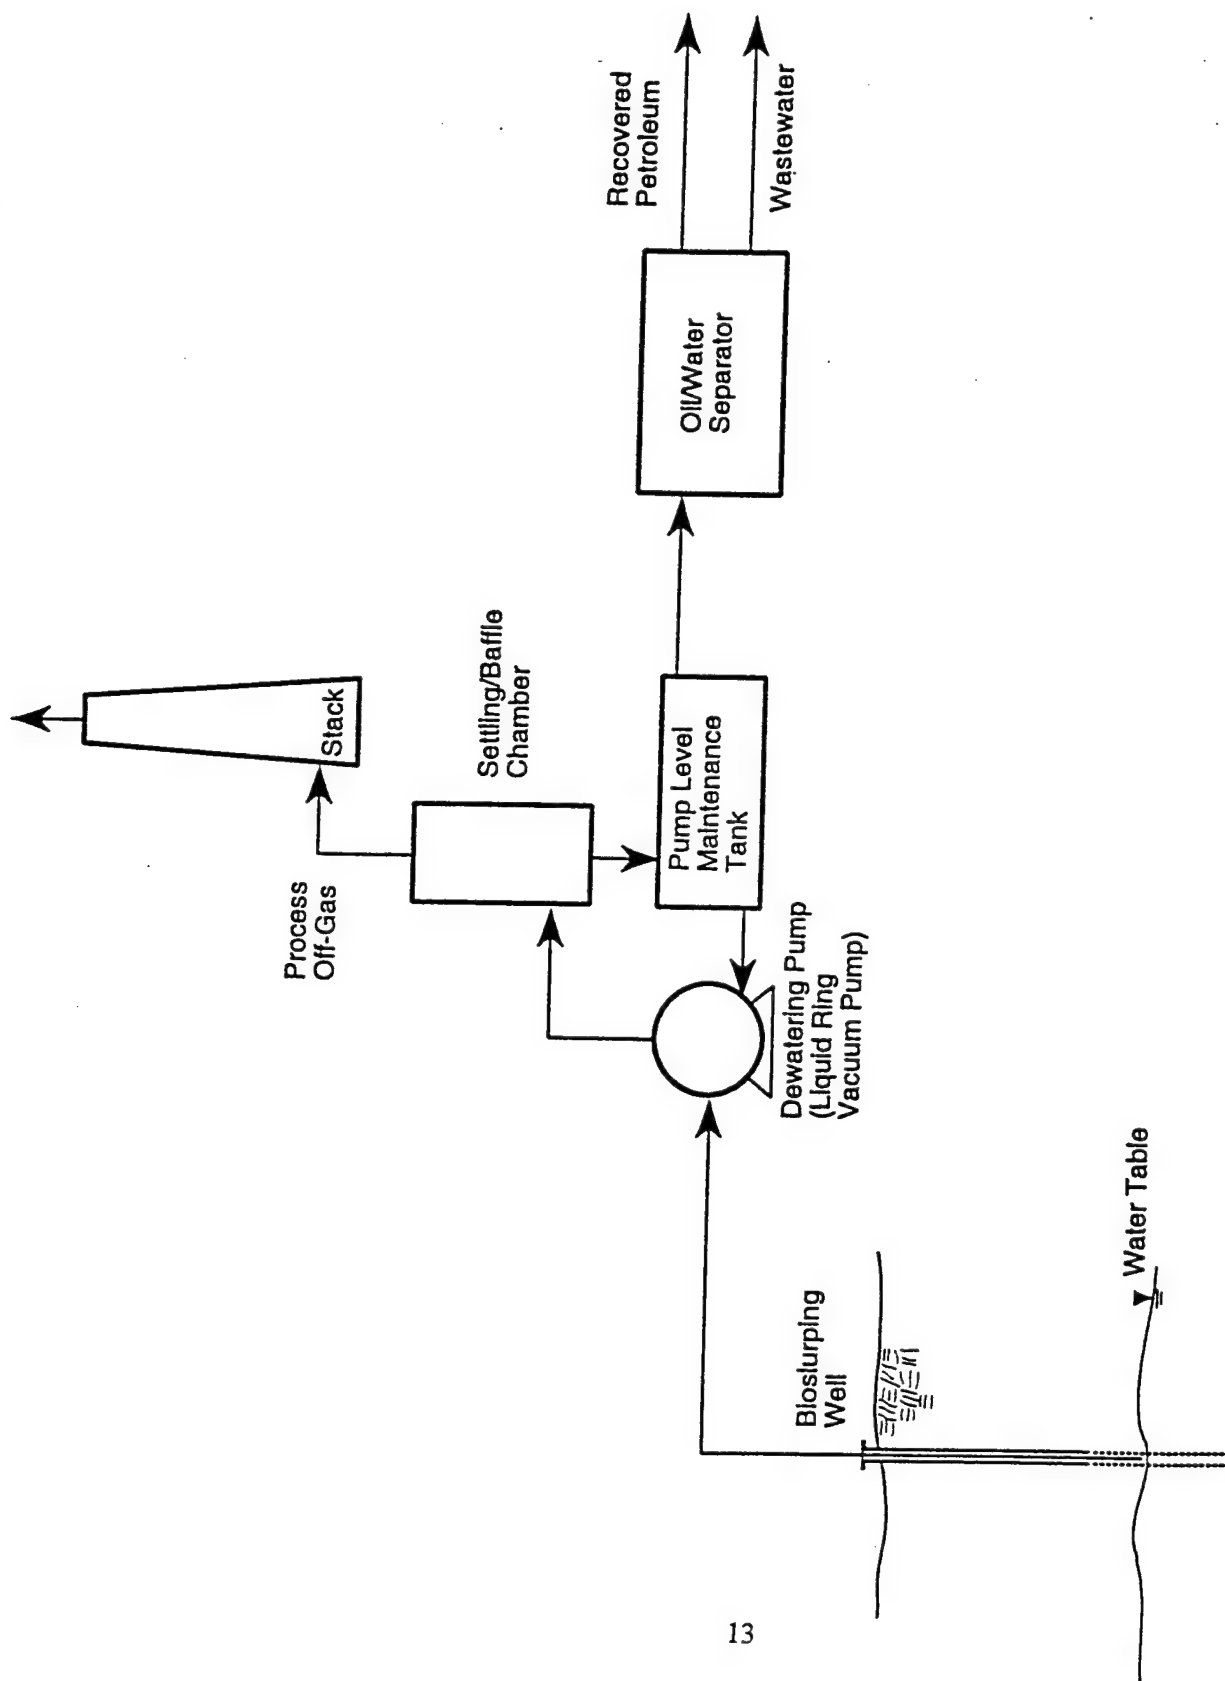 Recovered
Petroleum
Wastewater
Oil/Water
Separator
Stack
Settling/Baffle
Chamber
Pump Level
Maintenance
Tank
Process
Off-Gas
Dewatering Pump
(Liquid Ring
Vacuum Pump)
Bioslurping
Well
Water Table
13